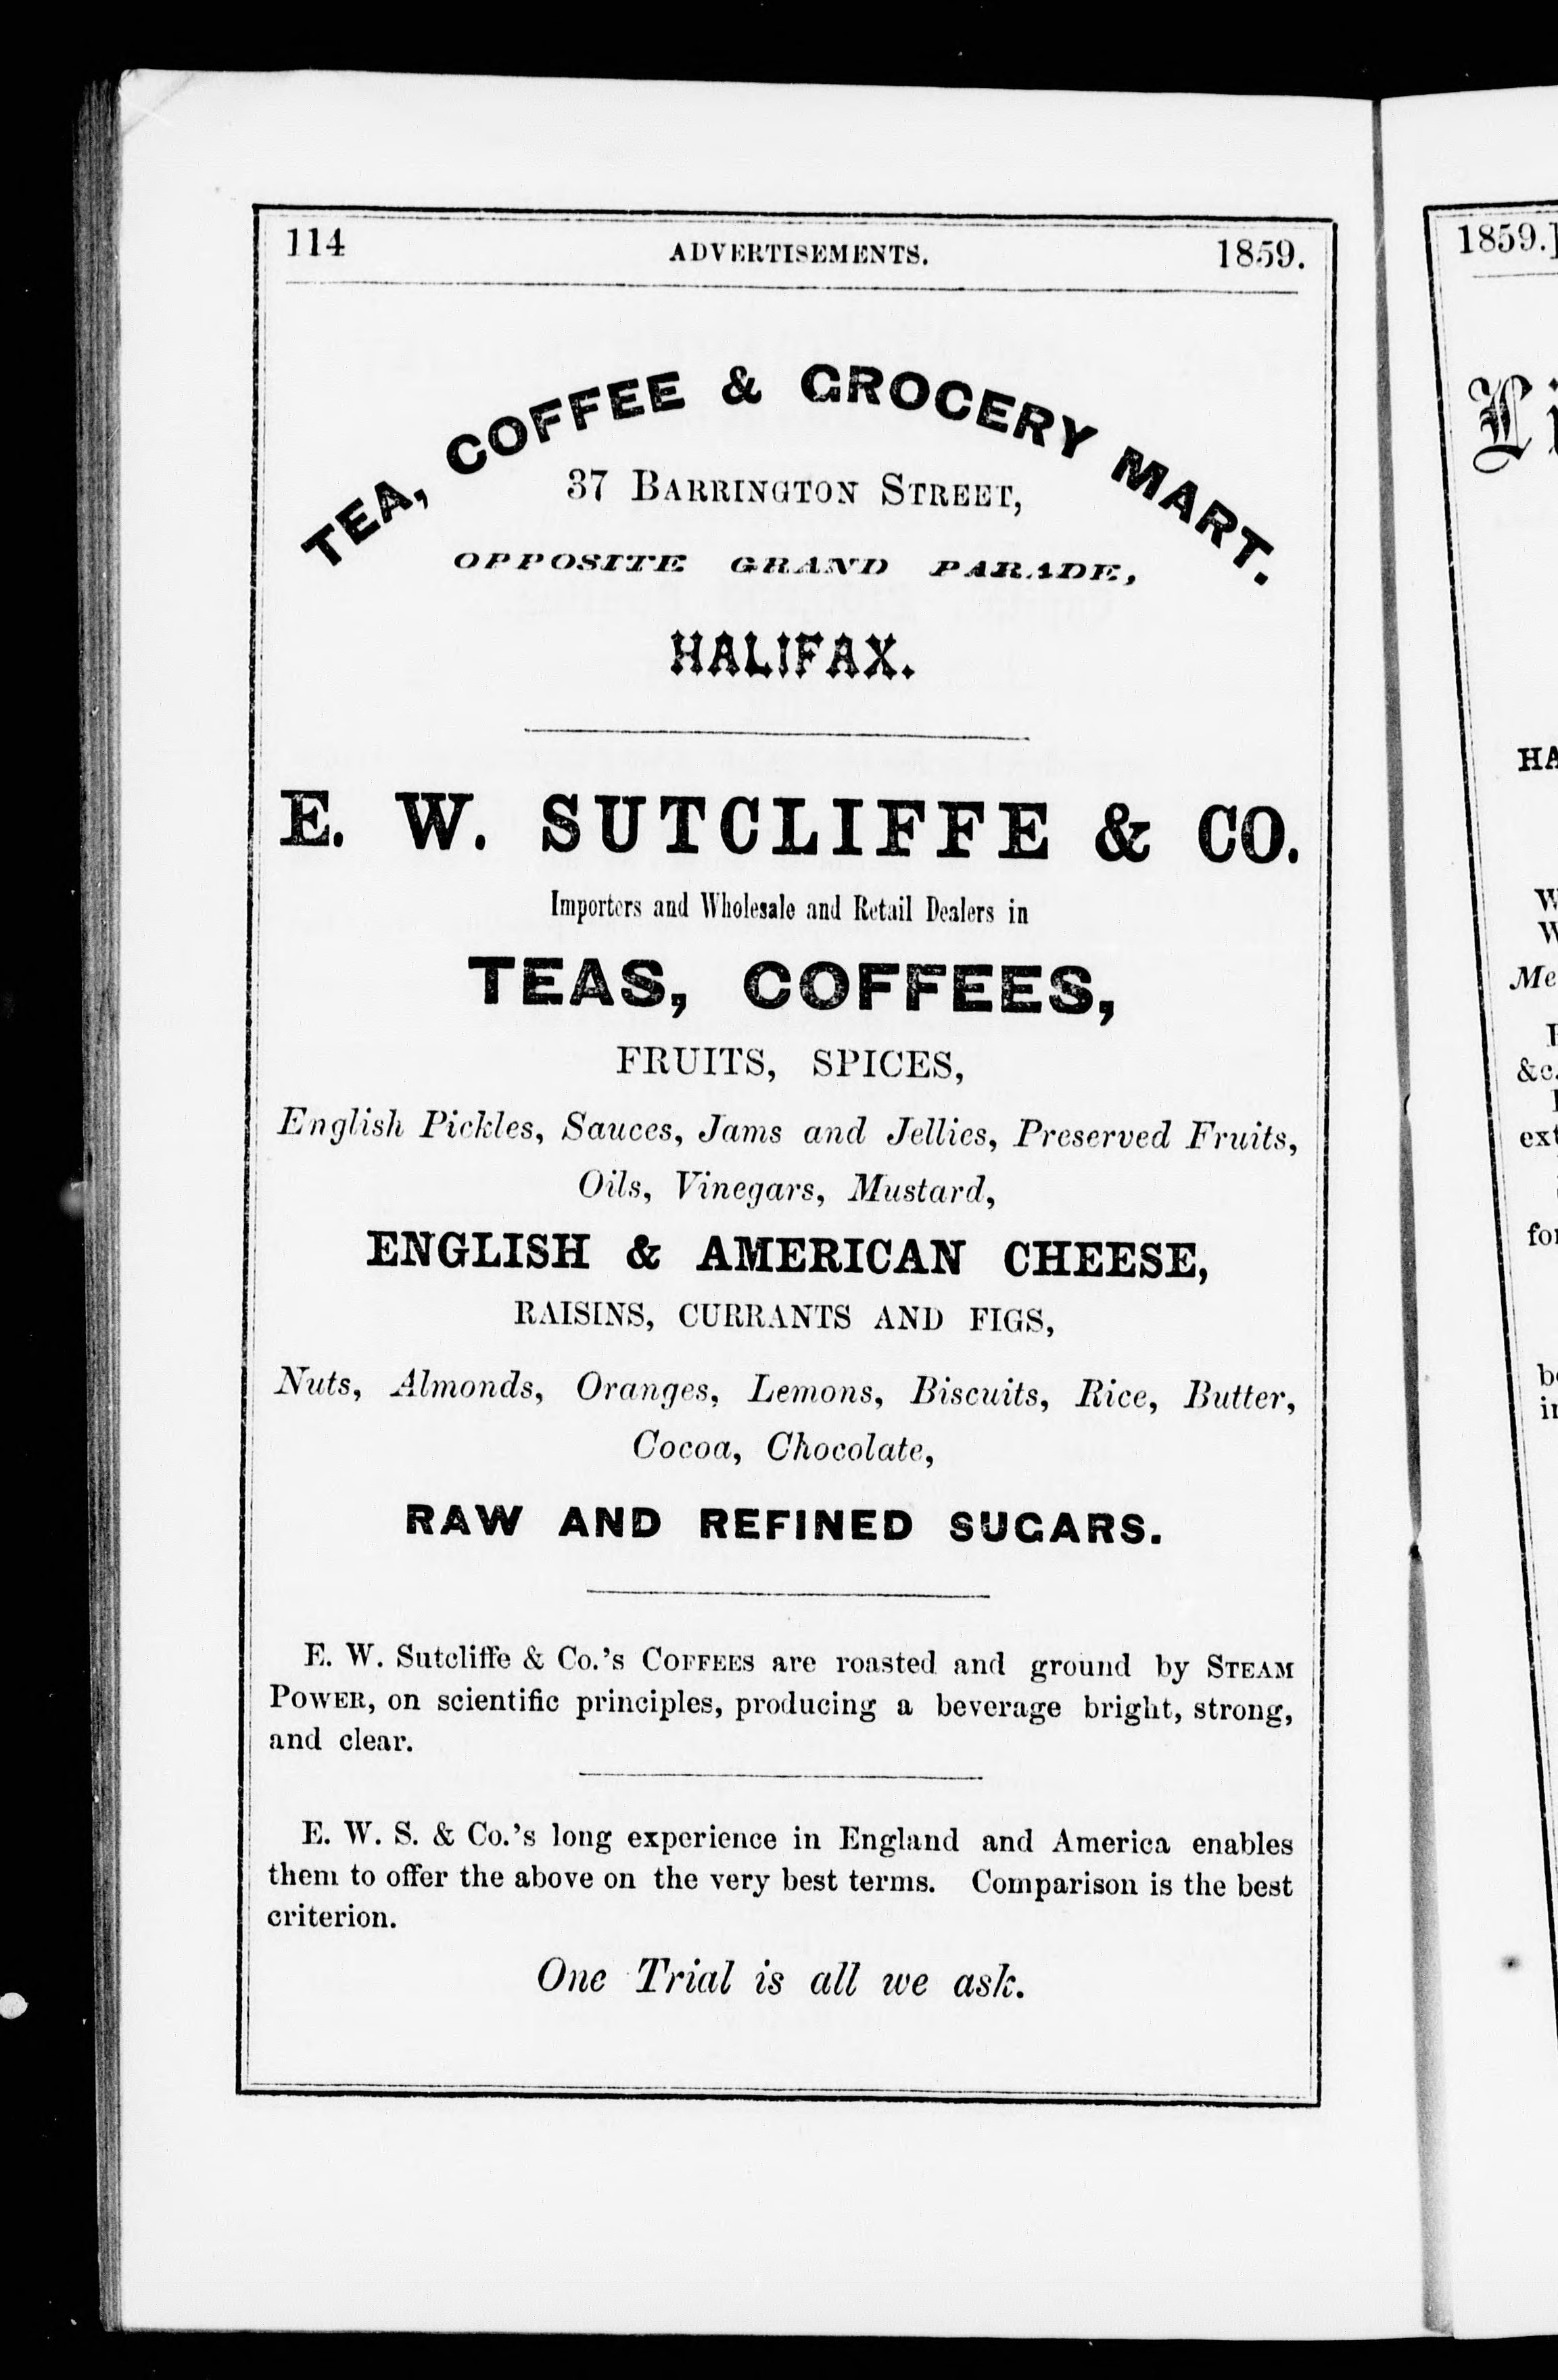 114 ADVERTISEMENTS. 1859.
TEA, COFFEE & GROCERY MART.
37 BARRINGTON STREET,
OPPOSITE GRAND PARADE,
HALIFAX.
E. W. SUTCLIFFE & CO.
Importers and Wholesale and Retail Dealers in
TEAS, COFFEES,
FRUITS, SPICES,
English Pickles, Sauces, Jams and Jellies, Preserved Fruits,
Oils, Vinegars, Mustard,
ENGLISH & AMERICAN CHEESE,
RAISINS, CURRANTS AND FIGS,
Nuts, Almonds, Oranges, Lemons, Biscuits, Rice, Butter,
Cocoa, Chocolate,
RAW AND REFINED SUGARS.
E. W. Sutcliffe & Co.'s COFFEES are roasted and ground by STEAM
POWER, on scientific principles, producing a beverage bright, strong,
and clear.
E. W. S. & Co.'s long experience in England and America enables
them to offer the above on the very best terms. Comparison is the best
criterion.
One Trial is all we ask.
1859.]
&c.